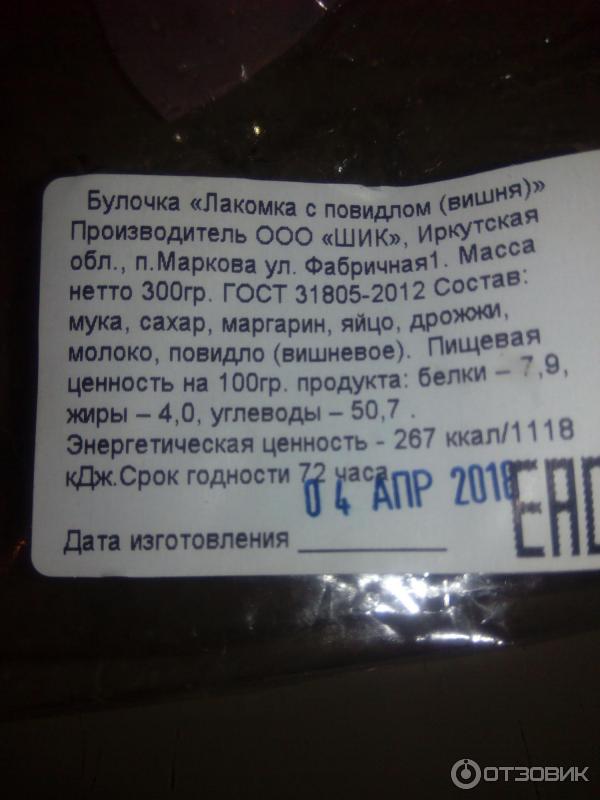 Булочка «Лакомка с повидлом (вишня)»
Производитель ООО «ШИК», Иркутская
обл., п.Маркова ул. Фабричная1. Масса
нетто 300гр. ГОСТ 31805-2012 Состав:
мука, сахар, маргарин, яйцо, дрожжи,
молоко, повидло (вишневое). Пищевая
ценность на 100гр. продукта: белки – 7,9,
жиры – 4,0, углеводы – 50,7 .
Энергетическая ценность - 267 ккал/1118
кДж.Срок годности 72 часа
04 АПР 2018
EAC
Дата изготовления ___________
ОТЗОВИК